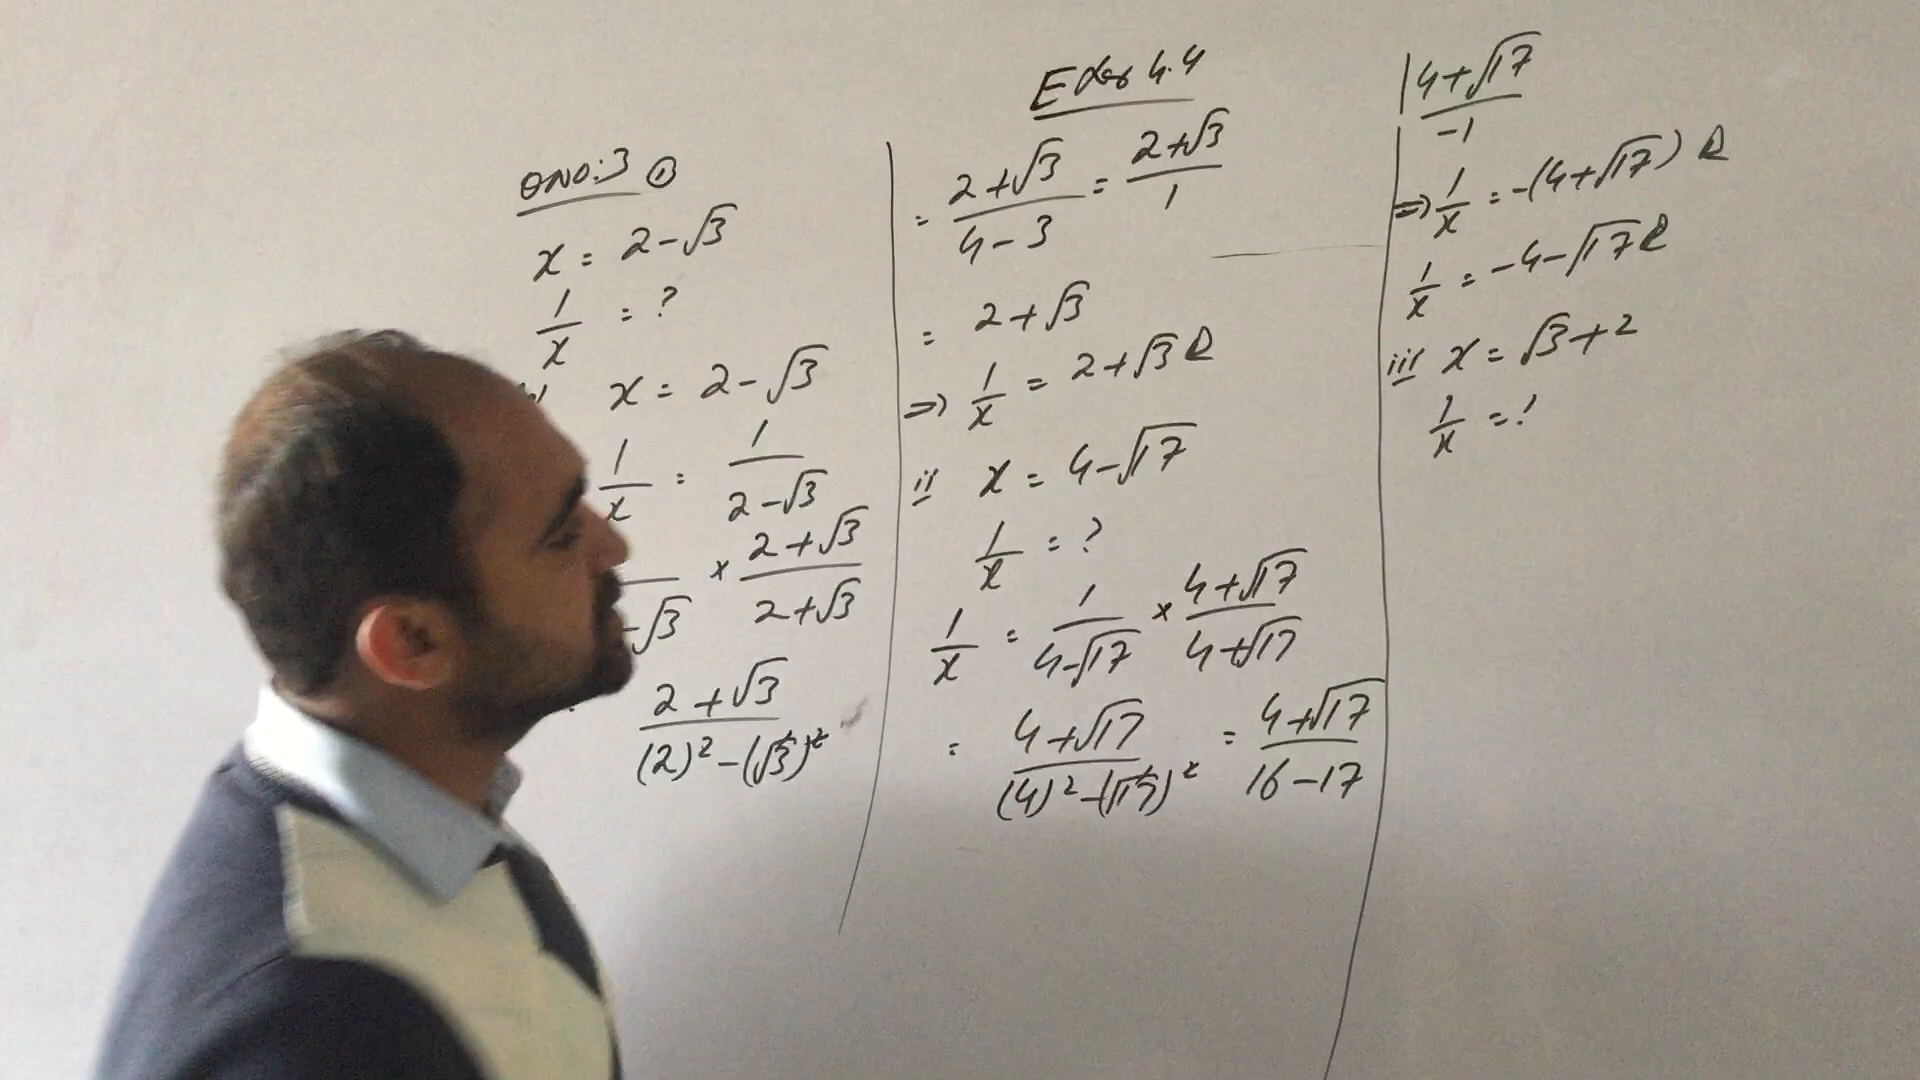 Exer 4.4
QNO:3 ①
x = 2-√3
1/x = ?
x = 2-√3
1/x = 1/(2-√3)
-√3 × (2+√3)/(2+√3)
(2+√3)/((2)²-(√3)²)
= (2+√3)/(4-3) = (2+√3)/1
= 2+√3
=> 1/x = 2+√3
ii x = 4-√17
1/x = ?
1/x = 1/(4-√17) × (4+√17)/(4+√17)
= (4+√17)/((4)²-(√17)²) = (4+√17)/(16-17)
(4+√17)/-1
=> 1/x = -(4+√17)
1/x = -4-√17
iii x = √3+2
1/x = ?